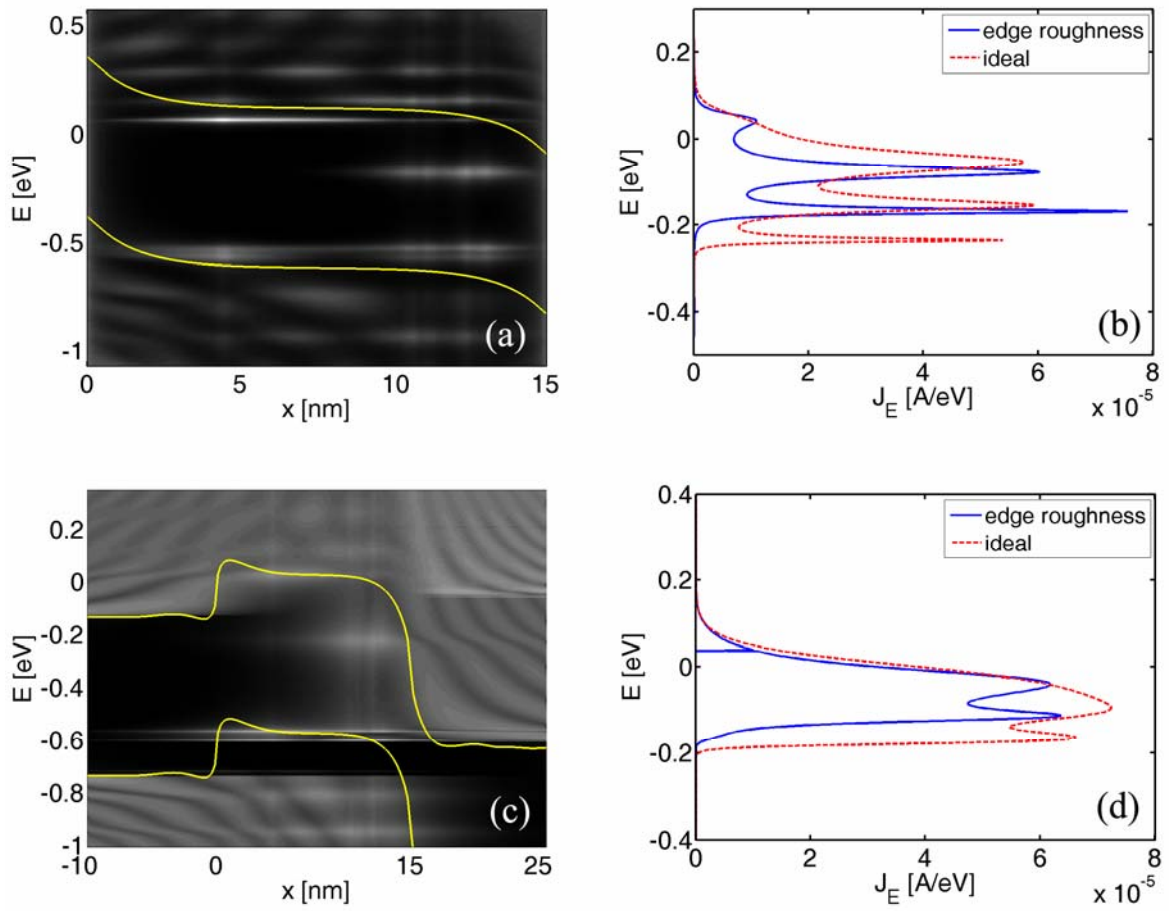 0.5
0
-0.5
-1
E [eV]
0
5
10
15
x [nm]
(a)
0.2
0
-0.2
-0.4
E [eV]
edge roughness
ideal
(b)
0
2
4
6
8
J_E [A/eV]
x 10^-5
0.2
0
-0.2
-0.4
-0.6
-0.8
-1
E [eV]
-10
0
15
25
x [nm]
(c)
0.4
0.2
0
-0.2
-0.4
E [eV]
edge roughness
ideal
(d)
0
2
4
6
8
J_E [A/eV]
x 10^-5